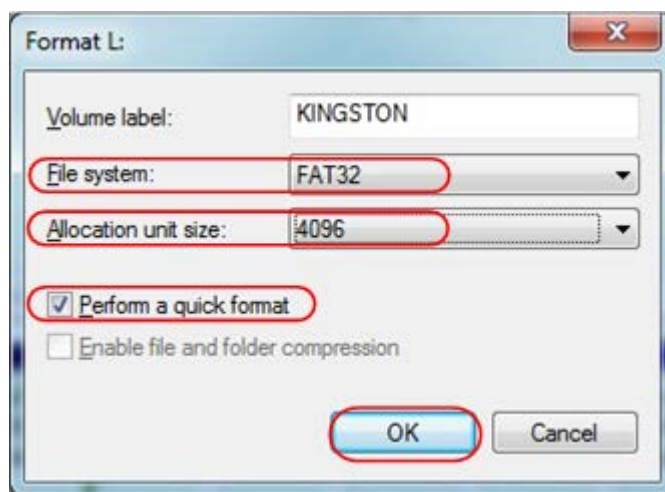 Format L:
Volume label: KINGSTON
File system: FAT32
Allocation unit size: 4096
Perform a quick format
Enable file and folder compression
OK Cancel